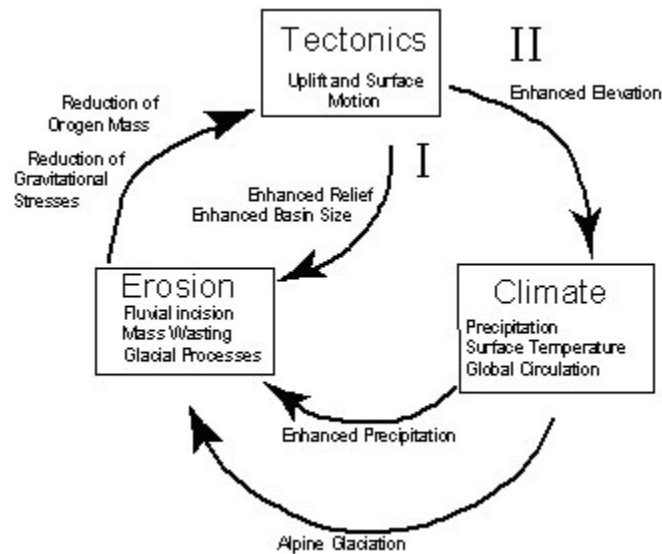 Tectonics
Uplift and Surface
Motion
II
Enhanced Elevation
Reduction of
Orogen Mass
Reduction of
Gravitational
Stresses
I
Enhanced Relief
Enhanced Basin Size
Erosion
Fluvial incision
Mass Wasting
Glacial Processes
Climate
Precipitation
Surface Temperature
Global Circulation
Enhanced Precipitation
Alpine Glaciation